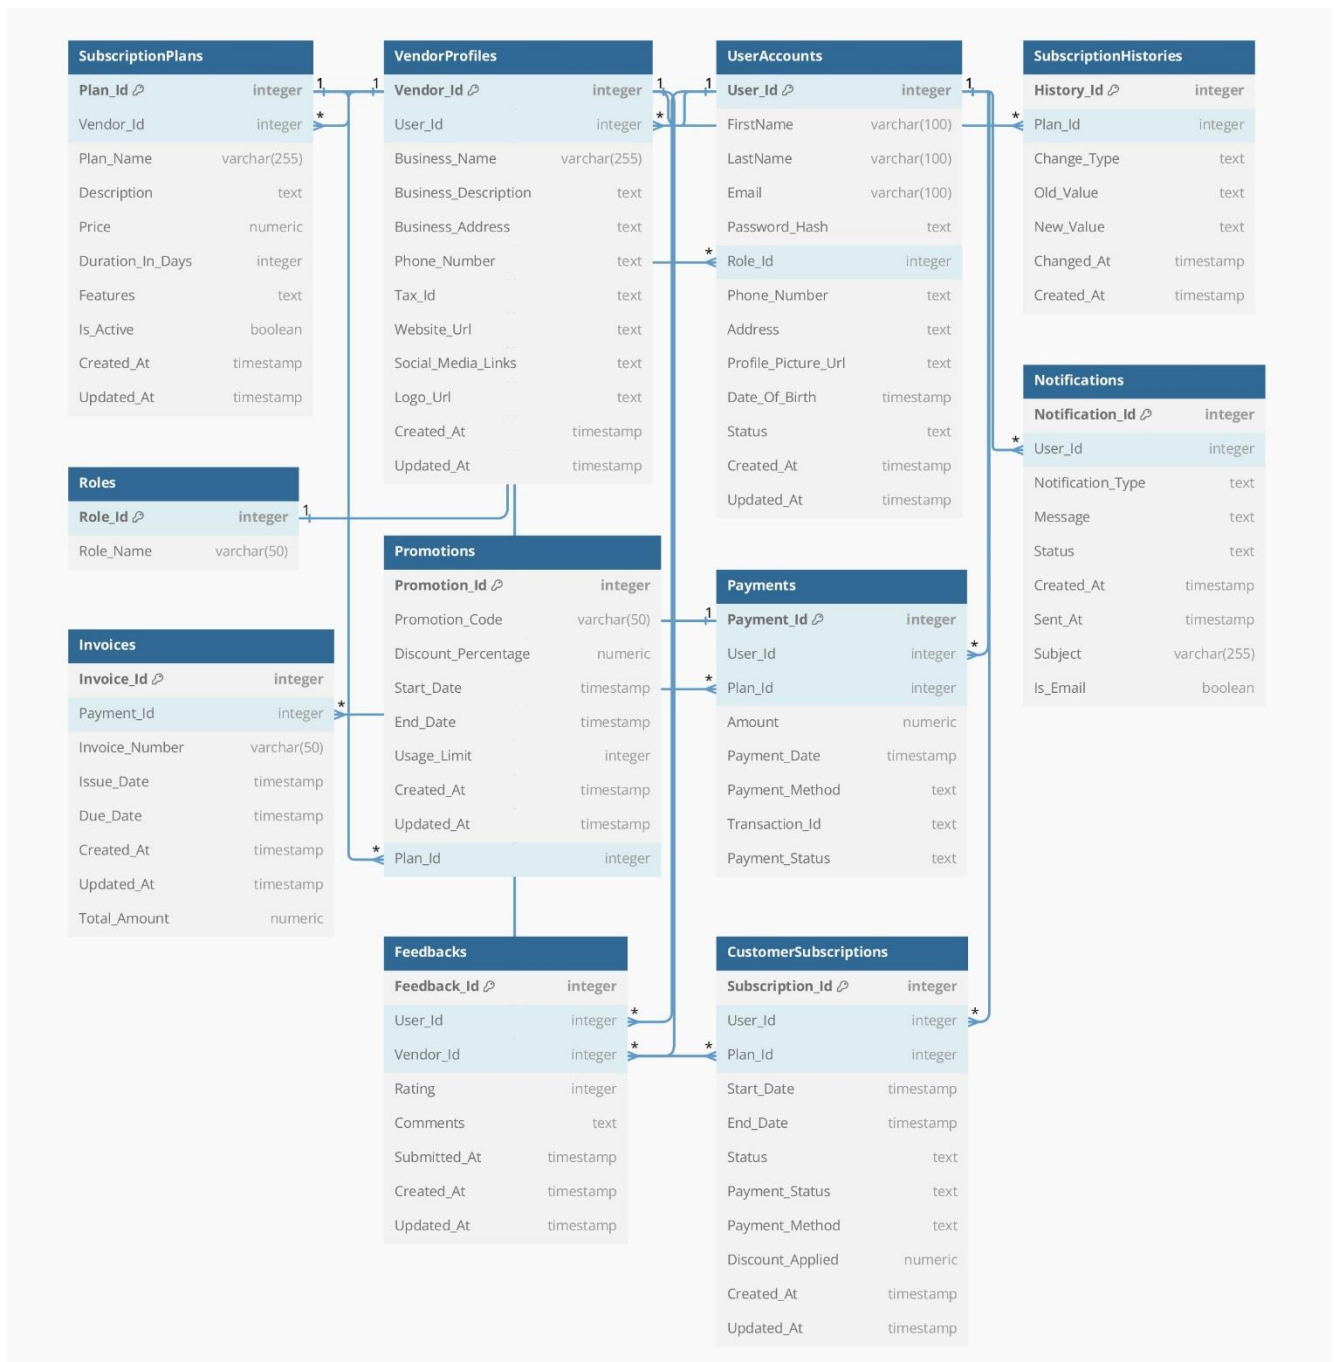 SubscriptionPlans
Plan_Id integer
Vendor_Id integer
Plan_Name varchar(255)
Description text
Price numeric
Duration_In_Days integer
Features text
Is_Active boolean
Created_At timestamp
Updated_At timestamp
1
*
VendorProfiles
1
Vendor_Id integer
User_Id integer
Business_Name varchar(255)
Business_Description text
Business_Address text
Phone_Number text
Tax_Id text
Website_Url text
Social_Media_Links text
Logo_Url text
Created_At timestamp
Updated_At timestamp
1
*
UserAccounts
1
User_Id integer
FirstName varchar(100)
LastName varchar(100)
Email varchar(100)
Password_Hash text
* Role_Id integer
Phone_Number text
Address text
Profile_Picture_Url text
Date_Of_Birth timestamp
Status text
Created_At timestamp
Updated_At timestamp
1
SubscriptionHistories
History_Id integer
* Plan_Id integer
Change_Type text
Old_Value text
New_Value text
Changed_At timestamp
Created_At timestamp
Notifications
Notification_Id integer
* User_Id integer
Notification_Type text
Message text
Status text
Created_At timestamp
Sent_At timestamp
Subject varchar(255)
Is_Email boolean
Roles
Role_Id integer 1
Role_Name varchar(50)
Promotions
Promotion_Id integer
Promotion_Code varchar(50)
Discount_Percentage numeric
Start_Date timestamp
End_Date timestamp
Usage_Limit integer
Created_At timestamp
Updated_At timestamp
* Plan_Id integer
Payments
1 Payment_Id integer
User_Id integer *
* Plan_Id integer
Amount numeric
Payment_Date timestamp
Payment_Method text
Transaction_Id text
Payment_Status text
Invoices
Invoice_Id integer
Payment_Id integer *
Invoice_Number varchar(50)
Issue_Date timestamp
Due_Date timestamp
Created_At timestamp
Updated_At timestamp
Total_Amount numeric
Feedbacks
Feedback_Id integer
User_Id integer *
Vendor_Id integer *
Rating integer
Comments text
Submitted_At timestamp
Created_At timestamp
Updated_At timestamp
CustomerSubscriptions
Subscription_Id integer
User_Id integer *
* Plan_Id integer
Start_Date timestamp
End_Date timestamp
Status text
Payment_Status text
Payment_Method text
Discount_Applied numeric
Created_At timestamp
Updated_At timestamp